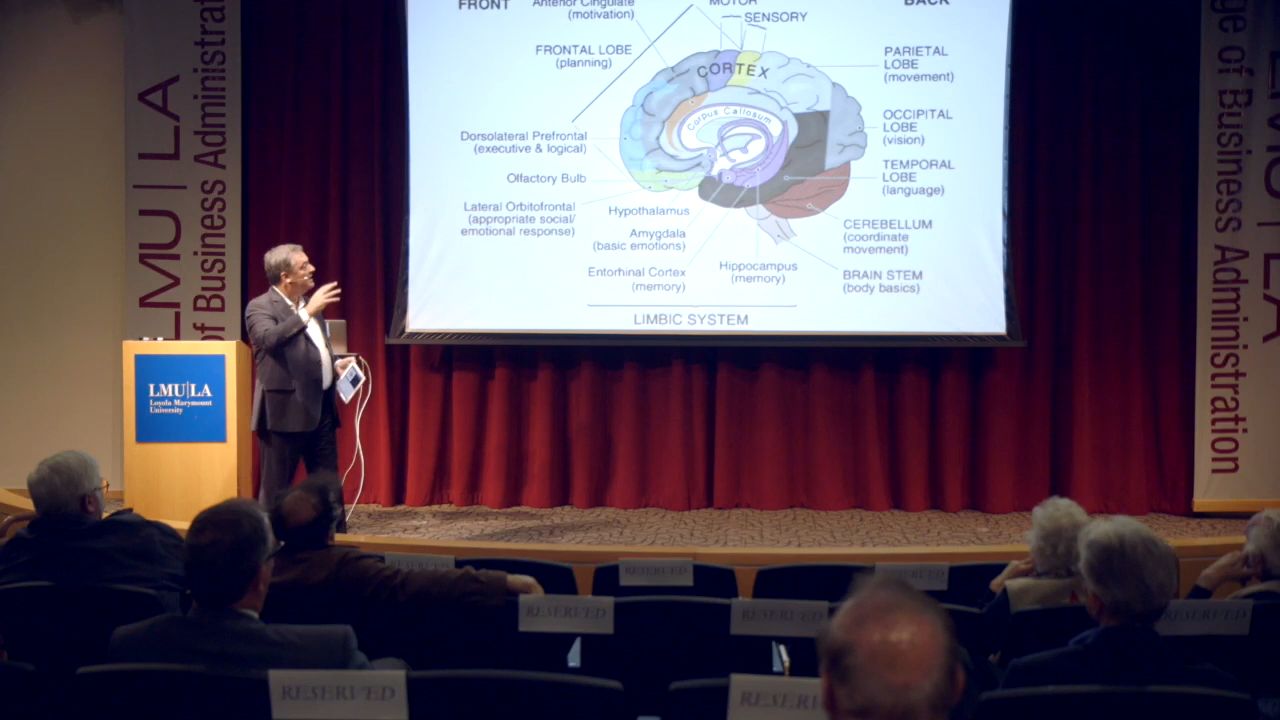 FRONT
Anterior Cingulate
(motivation)
MOTOR
SENSORY
BACK
FRONTAL LOBE
(planning)
CORTEX
PARIETAL
LOBE
(movement)
Corpus Callosum
OCCIPITAL
LOBE
(vision)
Dorsolateral Prefrontal
(executive & logical)
TEMPORAL
LOBE
(language)
Olfactory Bulb
Lateral Orbitofrontal
(appropriate social/
emotional response)
Hypothalamus
Amygdala
(basic emotions)
CEREBELLUM
(coordinate
movement)
Entorhinal Cortex
(memory)
Hippocampus
(memory)
BRAIN STEM
(body basics)
LIMBIC SYSTEM
LMU | LA
of Business Administrat
LMU|LA
Loyola Marymount
University
LMU | LA
ge of Business Administration
RESERVED
RESERVED
RESERVED
RESERVED
RESERVED
RESERVED
RESERVED